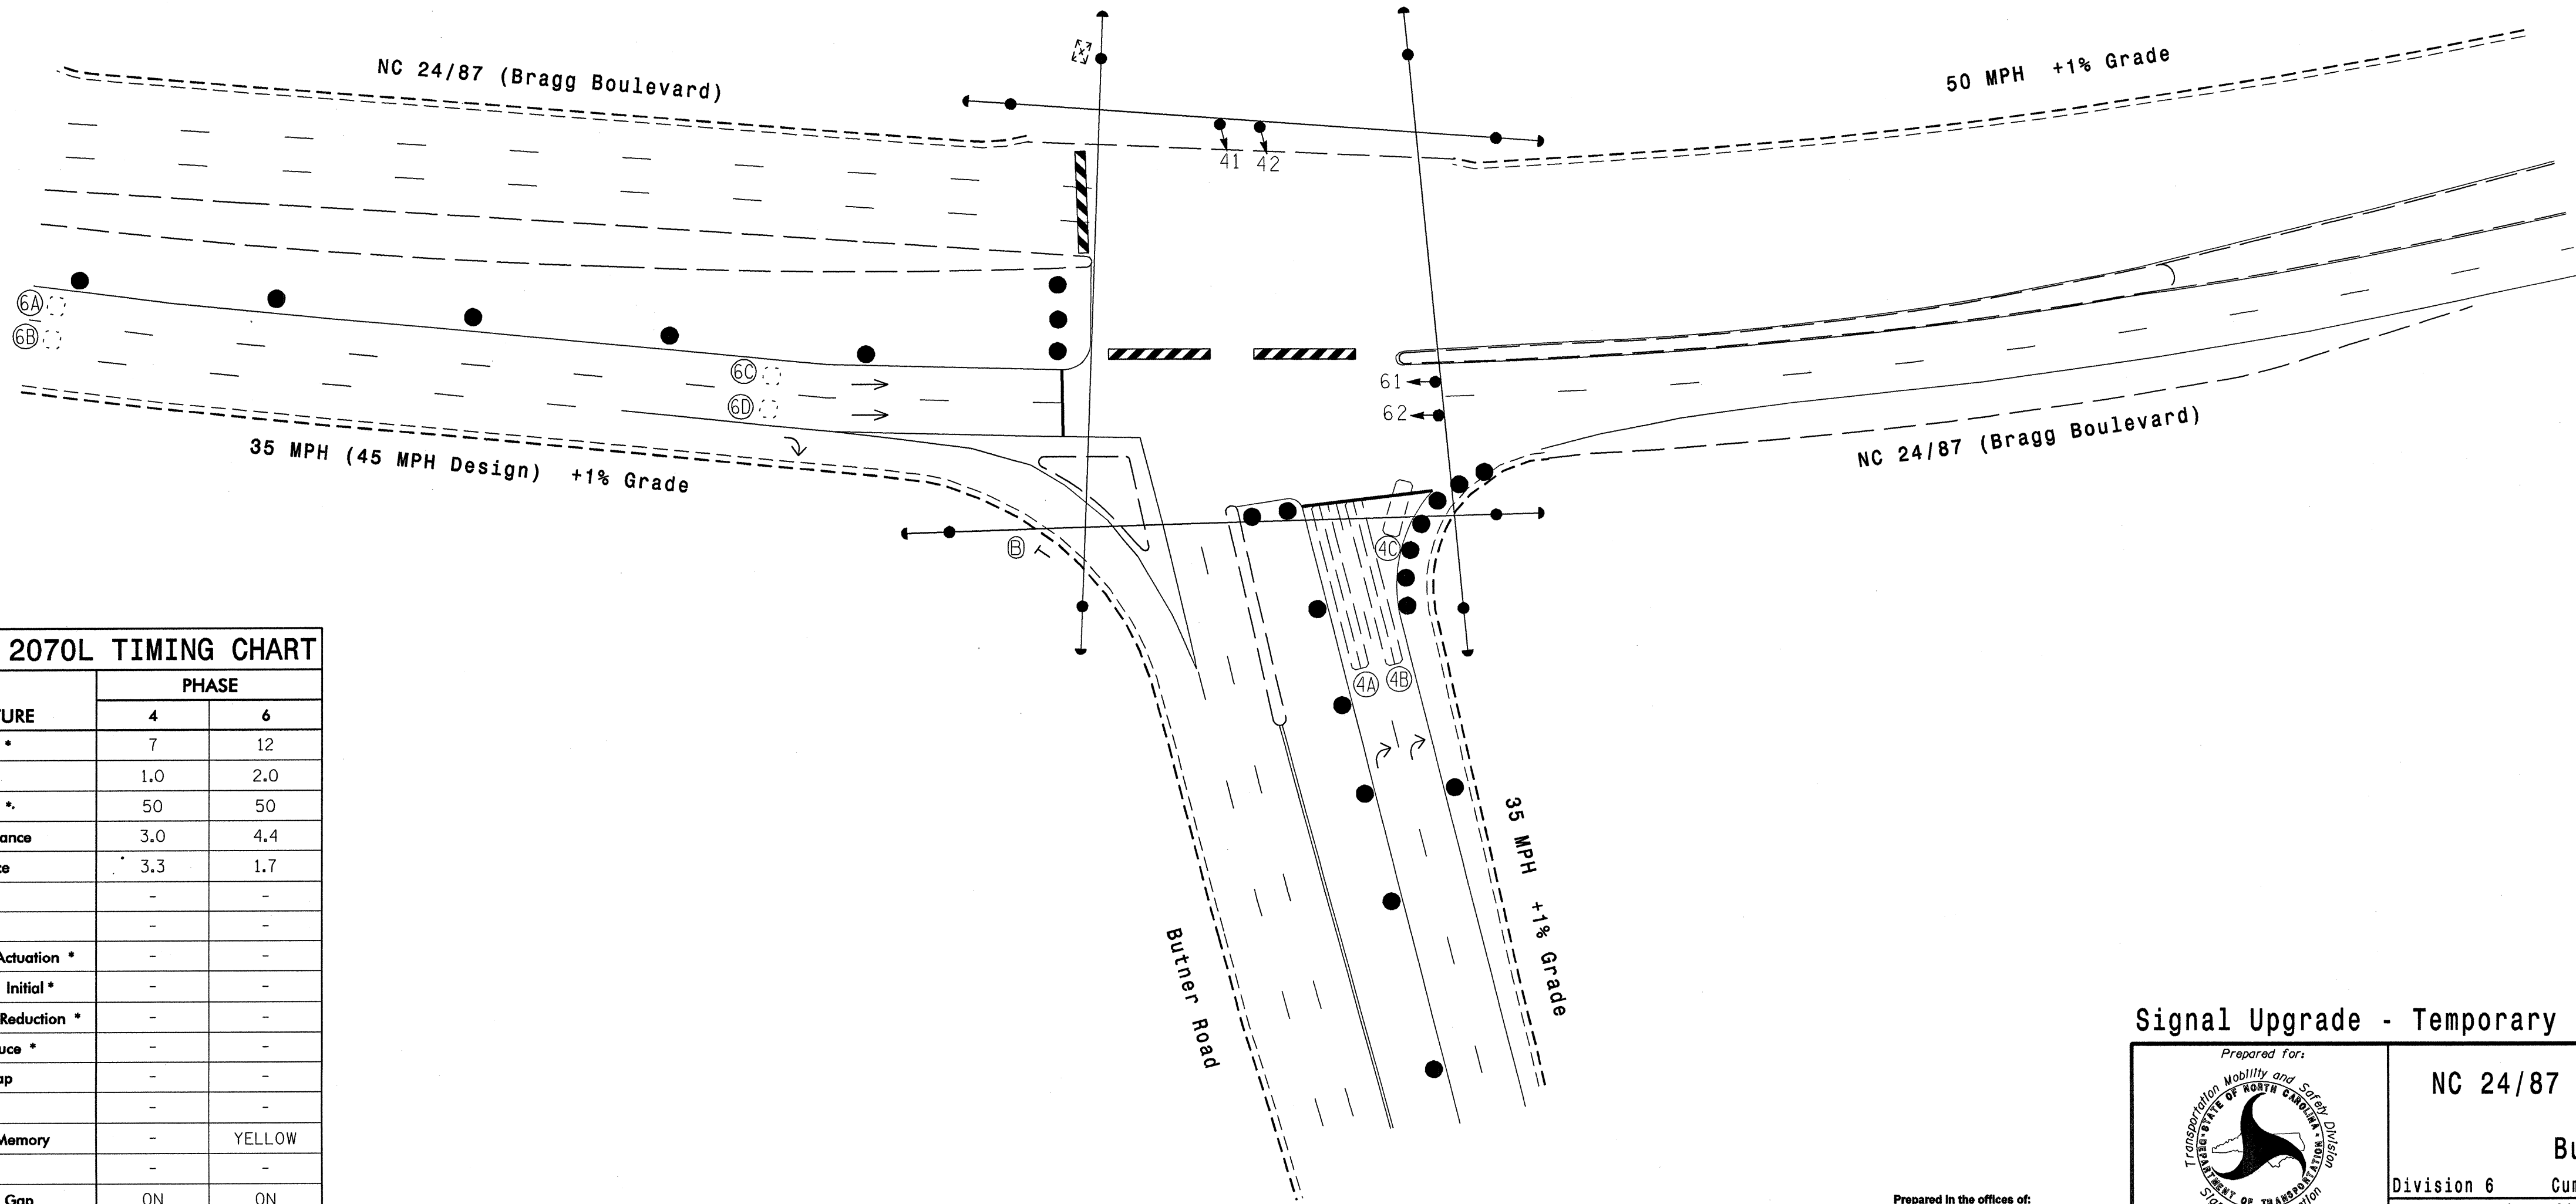 NC 24/87 (Bragg Boulevard)
50 MPH +1% Grade
41 42
6A
6B
6C
6D
61
62
35 MPH (45 MPH Design) +1% Grade
NC 24/87 (Bragg Boulevard)
B
4C
4A 4B
35 MPH +1% Grade
Butner Road
2070L TIMING CHART
PHASE
TURE 4 6
* 7 12
1.0 2.0
* 50 50
ance 3.0 4.4
ce 3.3 1.7
- -
- -
Actuation * - -
Initial * - -
Reduction * - -
uce * - -
ap - -
- -
Memory - YELLOW
- -
Gap ON ON
Signal Upgrade - Temporary
Prepared for:
Transportation Mobility and Safety Division
STATE OF NORTH CAROLINA
DEPARTMENT OF TRANSPORTATION
NC 24/87
Bu
Division 6 Cum
Prepared in the offices of: